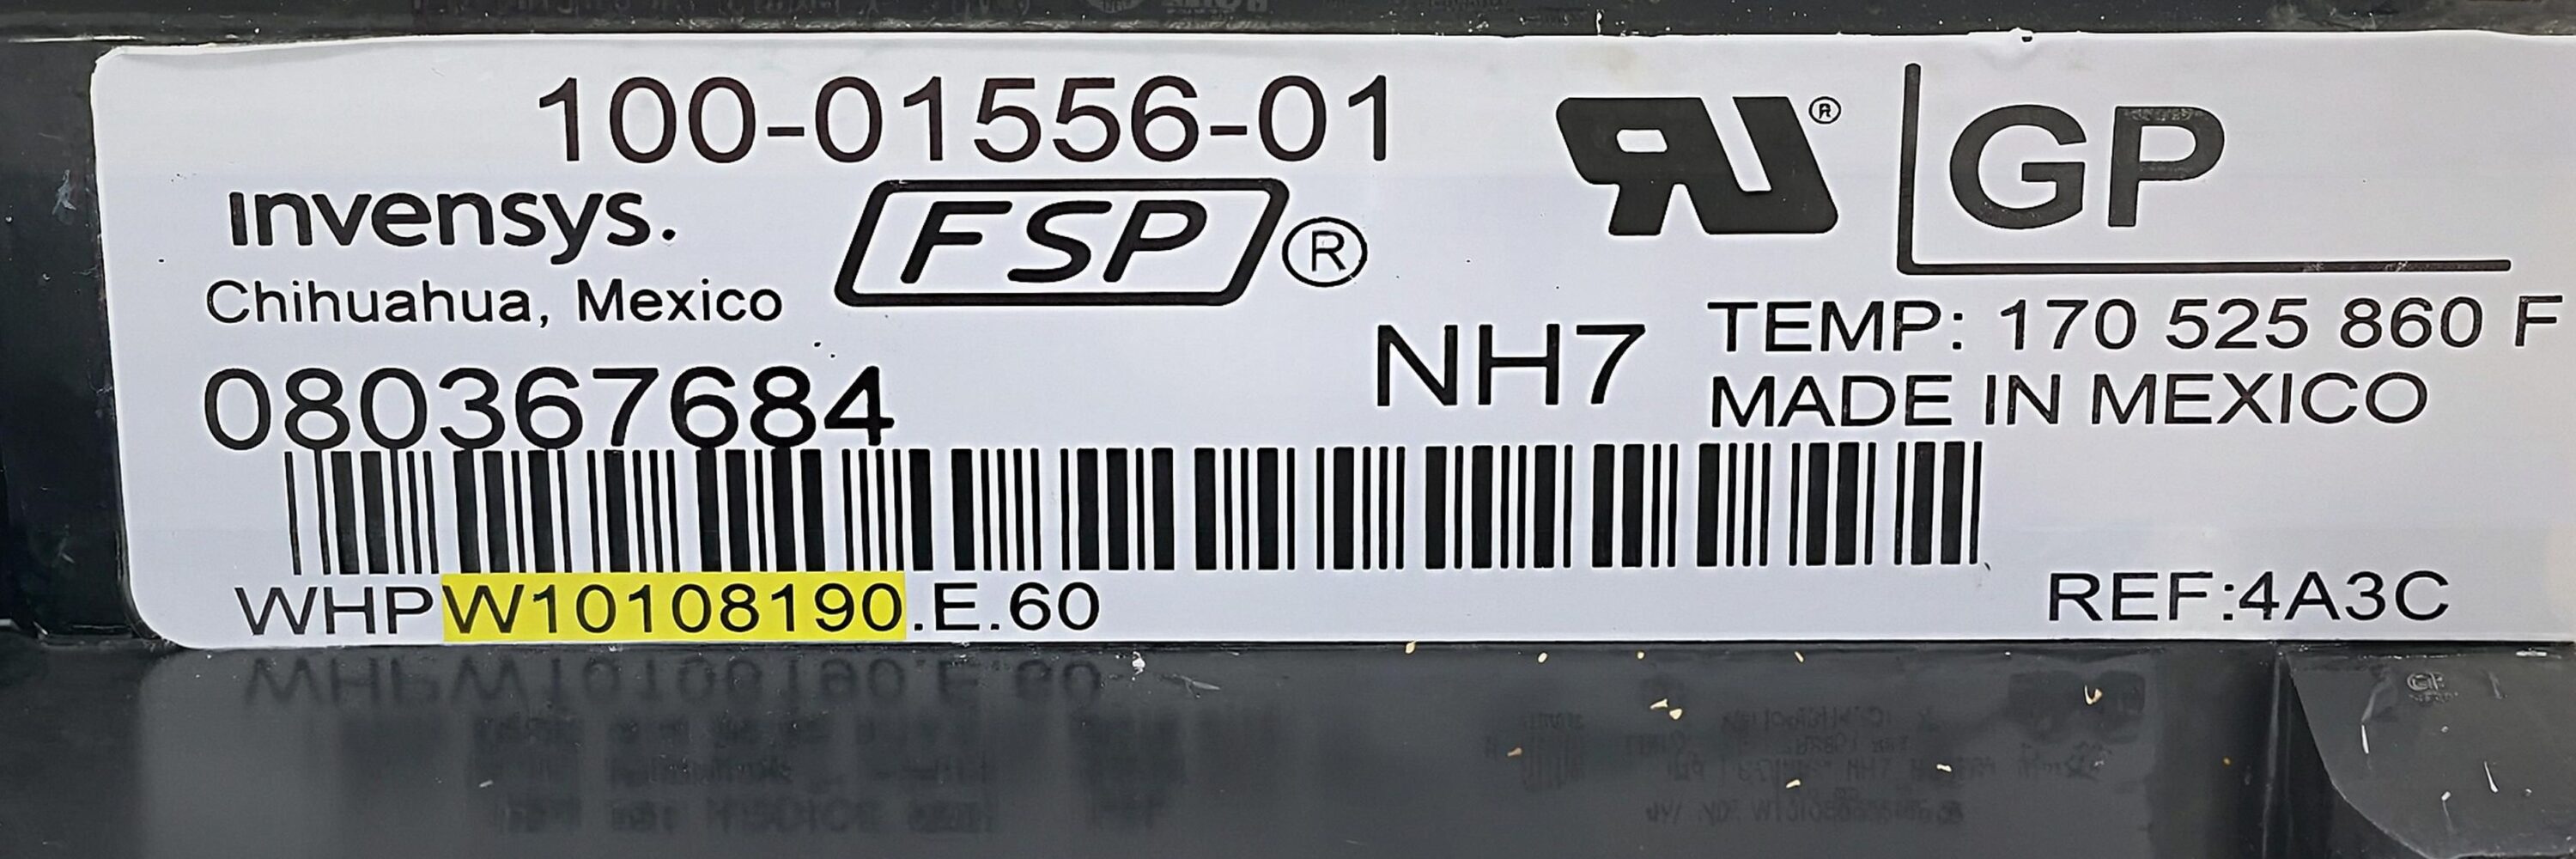 100-01556-01
invensys.
Chihuahua, Mexico
FSP ®
RU ® GP
080367684
NH7
TEMP: 170 525 860 F
MADE IN MEXICO
WHPW10108190.E.60
REF:4A3C